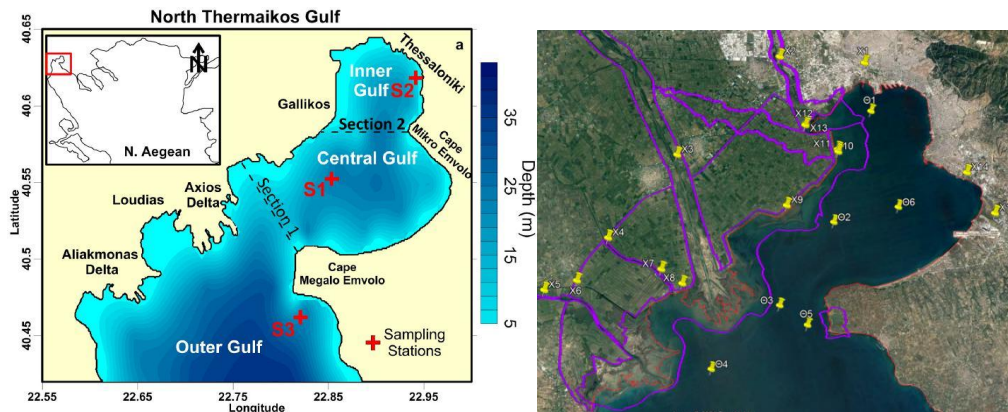 North Thermaikos Gulf
a
N
N. Aegean
Inner
Gulf
Thessaloniki
S2
Gallikos
Section 2
Cape
Mikro Emvolo
Central Gulf
S1
Section 1
Axios
Delta
Loudias
Aliakmonas
Delta
Cape
Megalo Emvolo
S3
Outer Gulf
Sampling
Stations
40.65
40.6
40.55
40.5
40.45
Latitude
22.55
22.65
22.75
22.85
22.95
Longitude
35
25
15
5
Depth (m)
X1
Θ1
X12
X13
X11
10
X3
X9
Θ2
Θ6
X4
X7
X8
X5
X6
Θ3
Θ5
Θ4